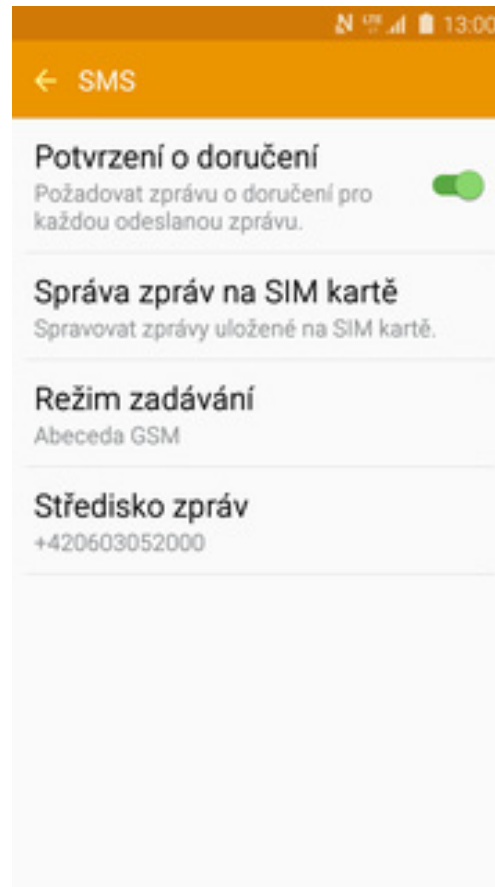 LTE 13:00
SMS
Potvrzení o doručení
Požadovat zprávu o doručení pro
každou odeslanou zprávu.
Správa zpráv na SIM kartě
Spravovat zprávy uložené na SIM kartě.
Režim zadávání
Abeceda GSM
Středisko zpráv
+420603052000